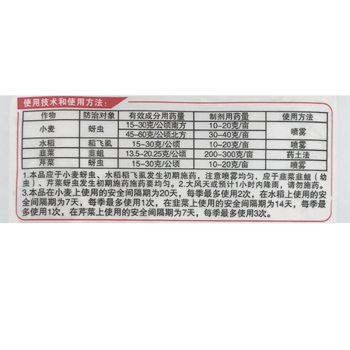 使用技术和使用方法：
作物 防治对象 有效成分用药量 制剂用药量 使用方法
小麦 蚜虫 15-30克/公顷南方 10-20克/亩 喷雾
45-60克/公顷北方 30-40克/亩
水稻 稻飞虱 15-30克/公顷 10-20克/亩 喷雾
韭菜 韭蛆 13.5-20.25克/公顷 200-300克/亩 药土法
芹菜 蚜虫 15-30克/公顷 10-20克/亩 喷雾
1.本品应于小麦蚜虫、水稻稻飞虱发生初期施药，注意喷雾均匀，应于韭菜韭蛆（幼
虫）、芹菜蚜虫发生初期施药施药要均匀。2.大风天或预计1小时内降雨，请勿施药。
3.本品在小麦上使用的安全间隔期为20天，每季最多使用2次，在水稻上使用的安
全间隔期为7天，每季最多使用1次，在韭菜上使用的安全间隔期为14天，每季最多
使用1次，在芹菜上使用的安全间隔期为7天，每季最多使用3次。